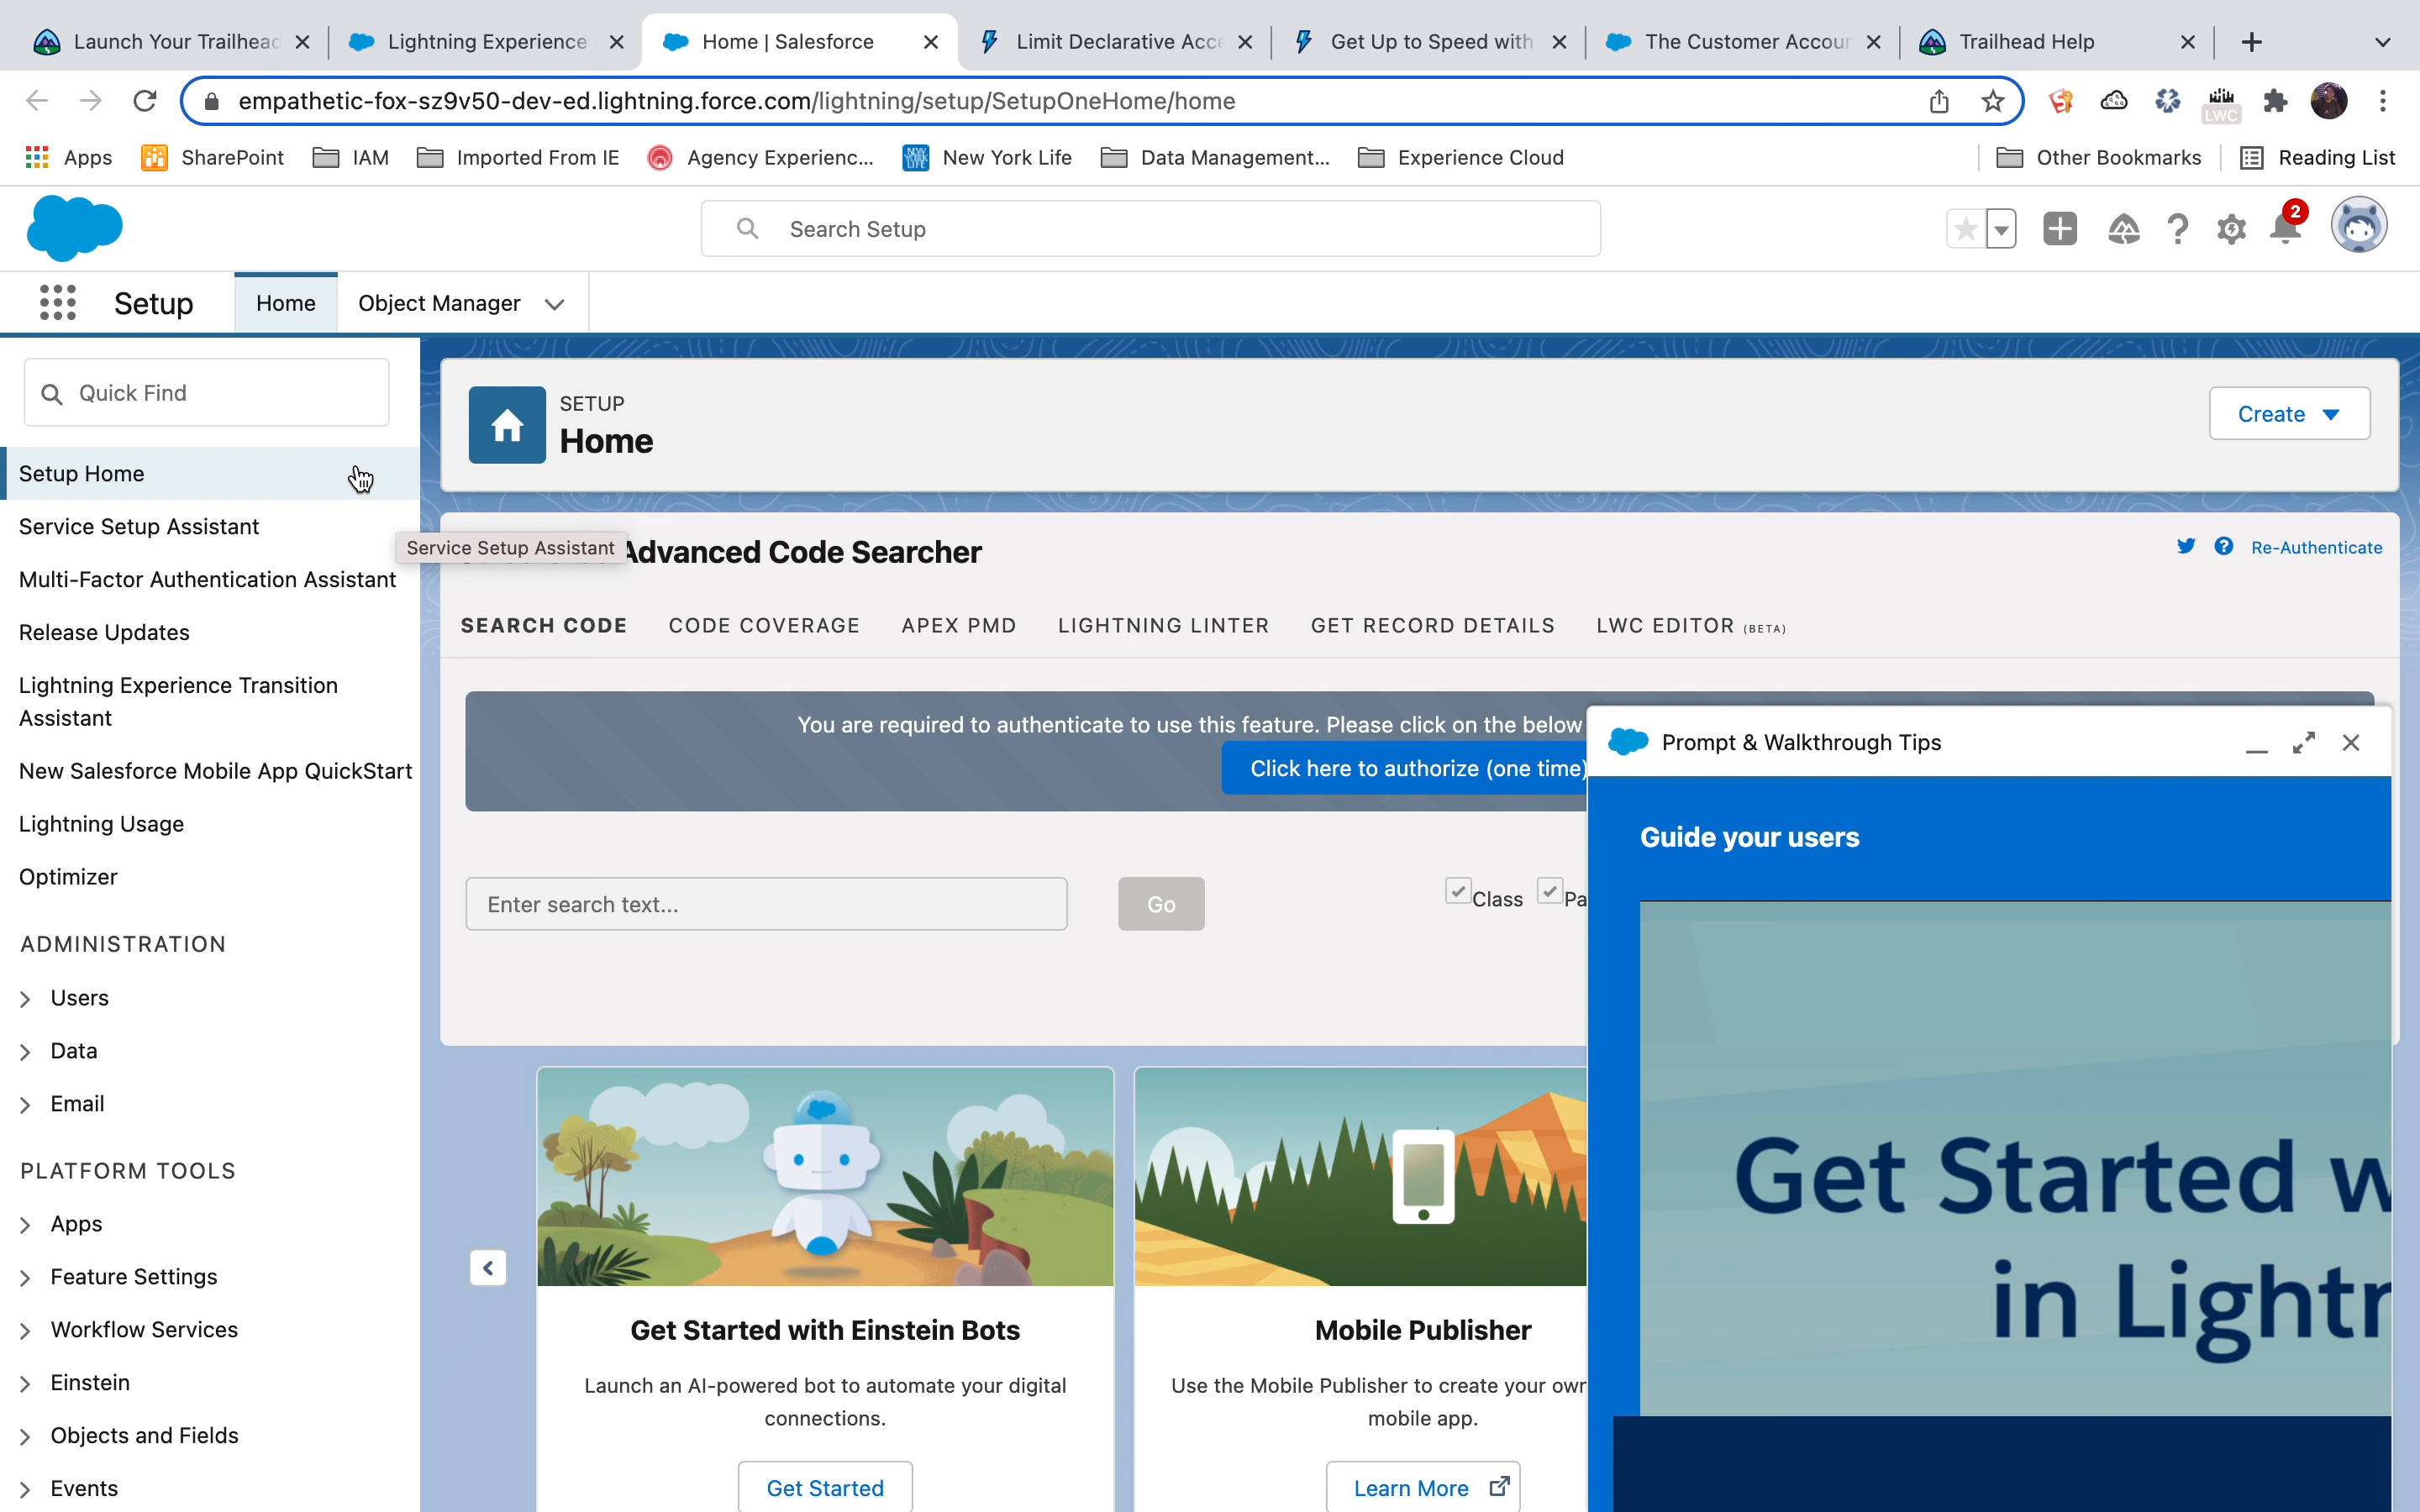 Launch Your Trailhead
Lightning Experience
Home | Salesforce
Limit Declarative Acce
Get Up to Speed with
The Customer Accour
Trailhead Help
empathetic-fox-sz9v50-dev-ed.lightning.force.com/lightning/setup/SetupOneHome/home
LWC
Apps
SharePoint
IAM
Imported From IE
Agency Experienc...
NEW YORK LIFE
New York Life
Data Management...
Experience Cloud
Other Bookmarks
Reading List
Search Setup
2
Setup
Home
Object Manager
Quick Find
SETUP
Home
Create
Setup Home
Service Setup Assistant
Service Setup Assistant
Advanced Code Searcher
Re-Authenticate
Multi-Factor Authentication Assistant
Release Updates
SEARCH CODE
CODE COVERAGE
APEX PMD
LIGHTNING LINTER
GET RECORD DETAILS
LWC EDITOR (BETA)
Lightning Experience Transition
Assistant
New Salesforce Mobile App QuickStart
Lightning Usage
Optimizer
You are required to authenticate to use this feature. Please click on the below
Click here to authorize (one time)
Prompt & Walkthrough Tips
Guide your users
Enter search text...
Go
Class
Pa
ADMINISTRATION
Users
Data
Email
PLATFORM TOOLS
Apps
Feature Settings
Workflow Services
Einstein
Objects and Fields
Events
Get Started w
in Lightr
Get Started with Einstein Bots
Launch an AI-powered bot to automate your digital
connections.
Get Started
Mobile Publisher
Use the Mobile Publisher to create your own
mobile app.
Learn More